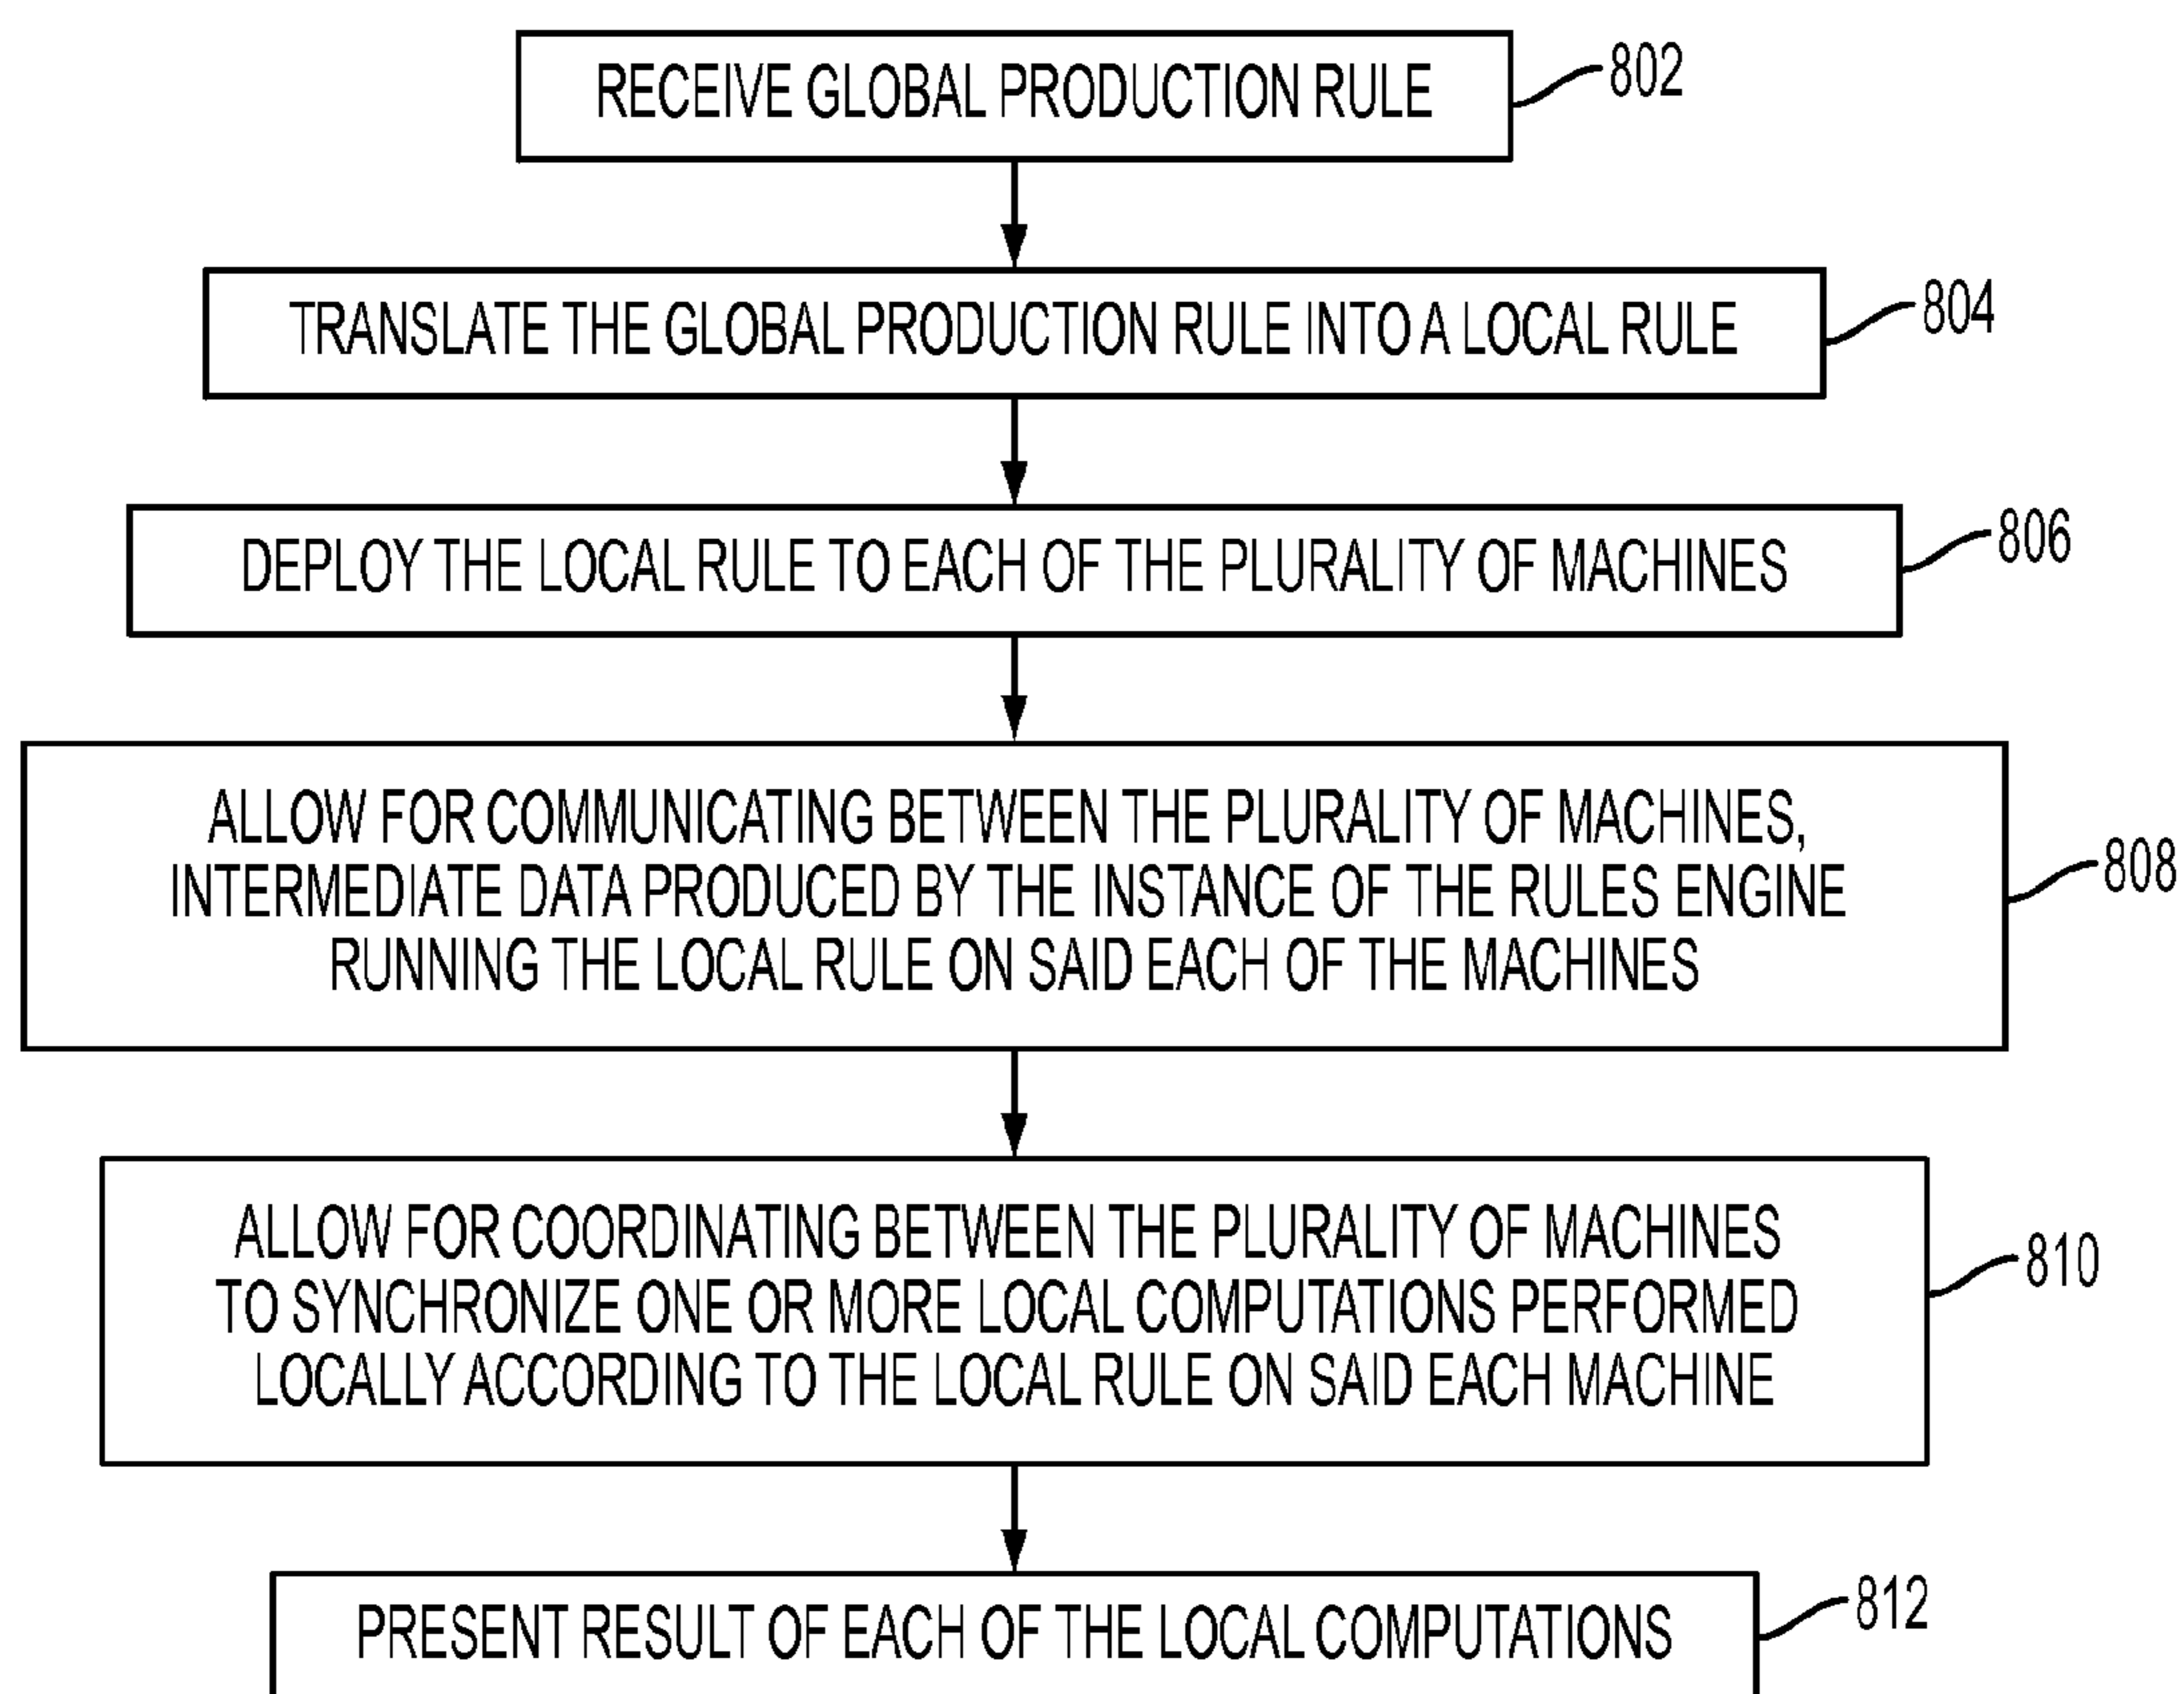 RECEIVE GLOBAL PRODUCTION RULE
802
TRANSLATE THE GLOBAL PRODUCTION RULE INTO A LOCAL RULE
804
DEPLOY THE LOCAL RULE TO EACH OF THE PLURALITY OF MACHINES
806
ALLOW FOR COMMUNICATING BETWEEN THE PLURALITY OF MACHINES,
INTERMEDIATE DATA PRODUCED BY THE INSTANCE OF THE RULES ENGINE
RUNNING THE LOCAL RULE ON SAID EACH OF THE MACHINES
808
ALLOW FOR COORDINATING BETWEEN THE PLURALITY OF MACHINES
TO SYNCHRONIZE ONE OR MORE LOCAL COMPUTATIONS PERFORMED
LOCALLY ACCORDING TO THE LOCAL RULE ON SAID EACH MACHINE
810
PRESENT RESULT OF EACH OF THE LOCAL COMPUTATIONS
812